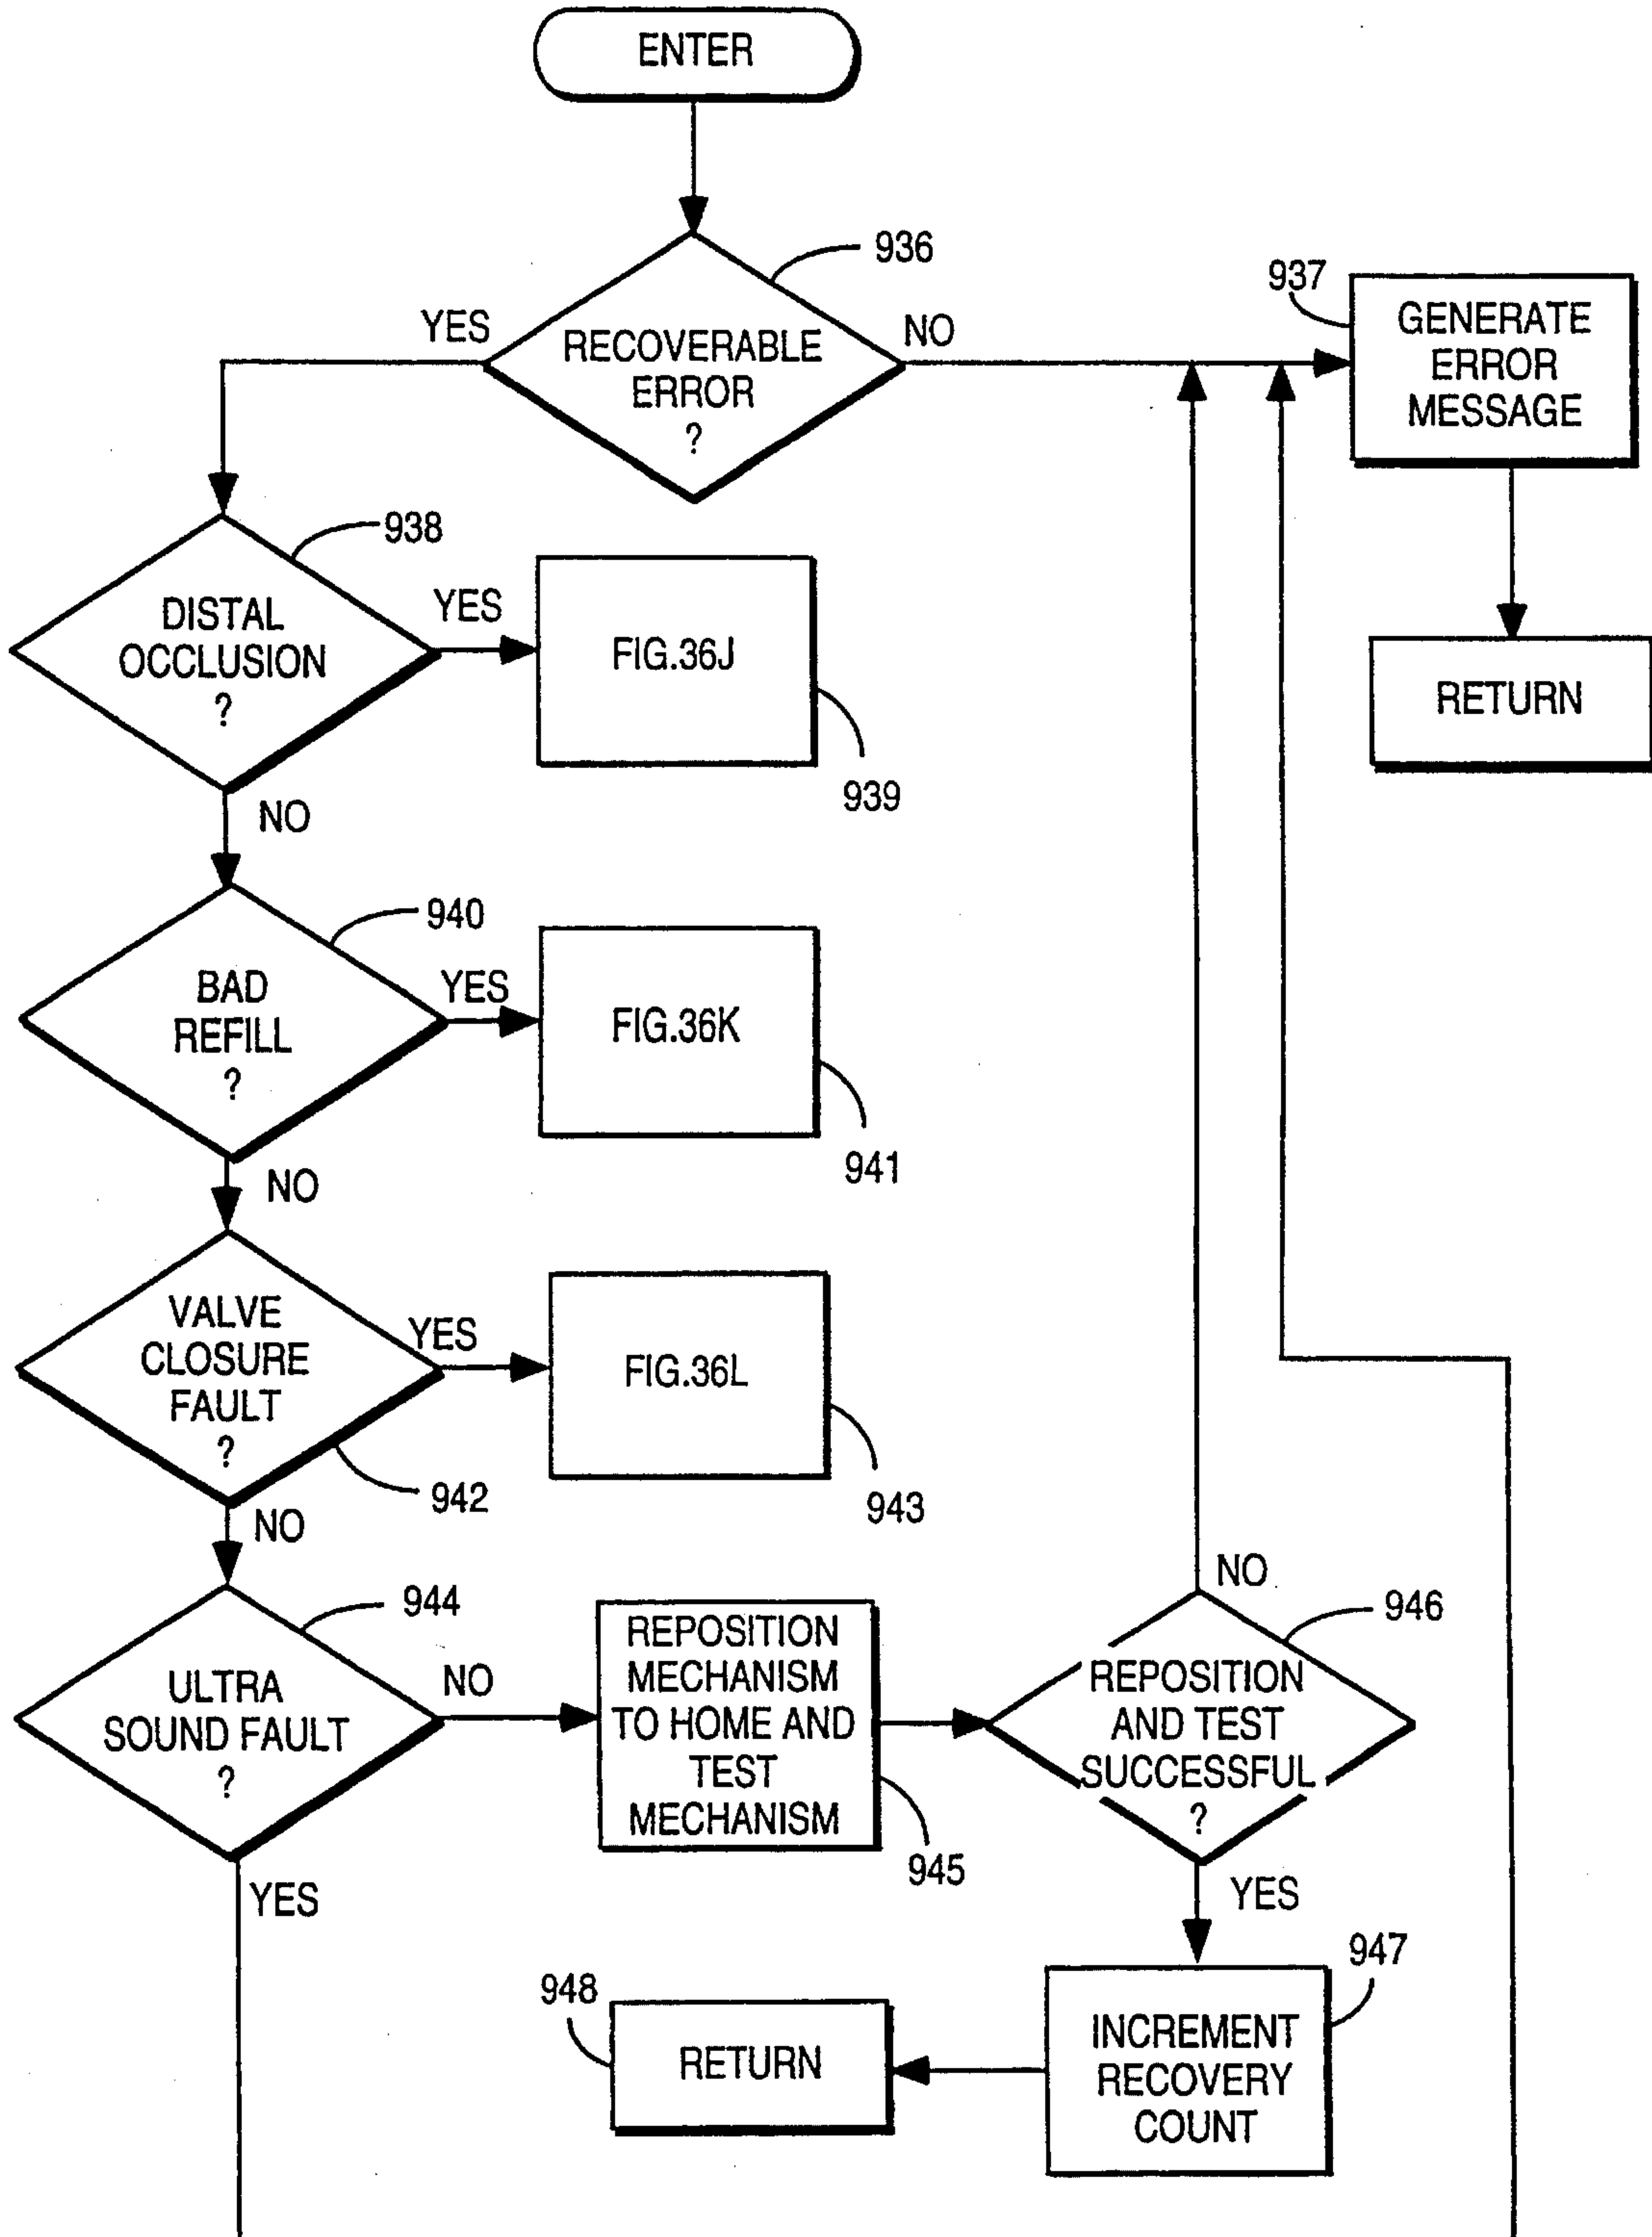 ENTER
936
YES
RECOVERABLE
ERROR
?
NO
937
GENERATE
ERROR
MESSAGE
RETURN
938
DISTAL
OCCLUSION
?
YES
FIG.36J
939
NO
940
BAD
REFILL
?
YES
FIG.36K
941
NO
VALVE
CLOSURE
FAULT
?
YES
FIG.36L
942
943
NO
944
ULTRA
SOUND FAULT
?
NO
REPOSITION
MECHANISM
TO HOME AND
TEST
MECHANISM
945
NO
946
REPOSITION
AND TEST
SUCCESSFUL
?
YES
YES
947
INCREMENT
RECOVERY
COUNT
948
RETURN